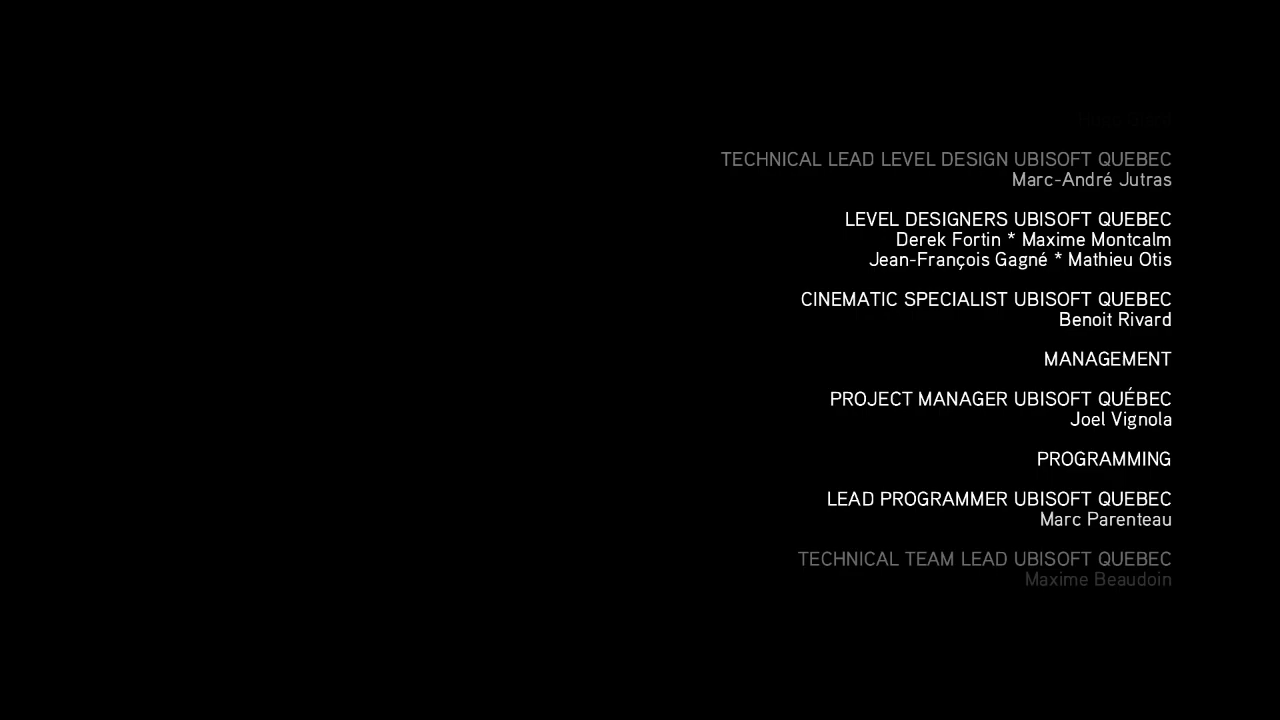 TECHNICAL LEAD LEVEL DESIGN UBISOFT QUEBEC
Marc-André Jutras
LEVEL DESIGNERS UBISOFT QUEBEC
Derek Fortin * Maxime Montcalm
Jean-François Gagné * Mathieu Otis
CINEMATIC SPECIALIST UBISOFT QUEBEC
Benoit Rivard
MANAGEMENT
PROJECT MANAGER UBISOFT QUÉBEC
Joel Vignola
PROGRAMMING
LEAD PROGRAMMER UBISOFT QUEBEC
Marc Parenteau
TECHNICAL TEAM LEAD UBISOFT QUEBEC
Maxime Beaudoin